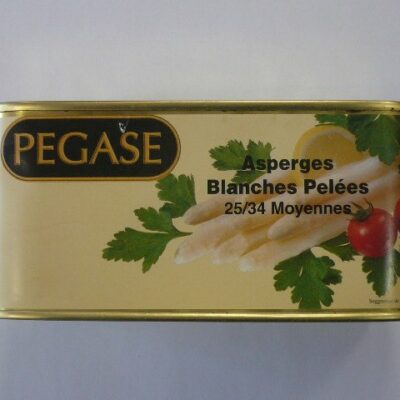 PEGASE
Asperges
Blanches Pelées
25/34 Moyennes